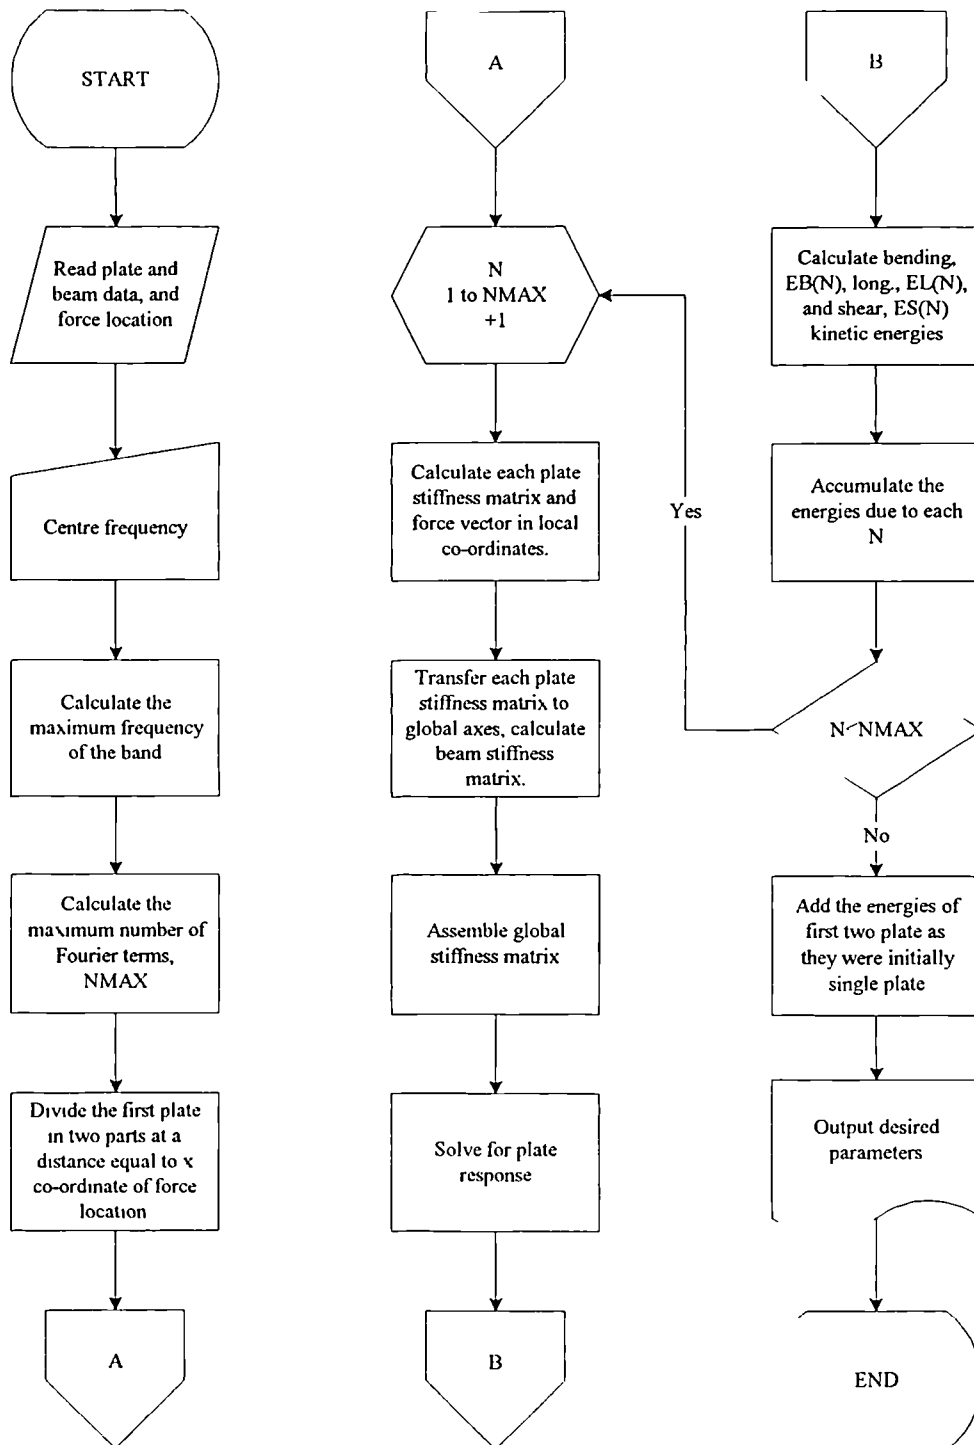 START
Read plate and
beam data, and
force location
Centre frequency
Calculate the
maximum frequency
of the band
Calculate the
maximum number of
Fourier terms,
NMAX
Divide the first plate
in two parts at a
distance equal to x
co-ordinate of force
location
A
A
N
1 to NMAX
+1
Calculate each plate
stiffness matrix and
force vector in local
co-ordinates.
Transfer each plate
stiffness matrix to
global axes, calculate
beam stiffness
matrix.
Assemble global
stiffness matrix
Solve for plate
response
B
B
Calculate bending,
EB(N), long., EL(N),
and shear, ES(N)
kinetic energies
Accumulate the
energies due to each
N
N<NMAX
Yes
No
Add the energies of
first two plate as
they were initially
single plate
Output desired
parameters
END